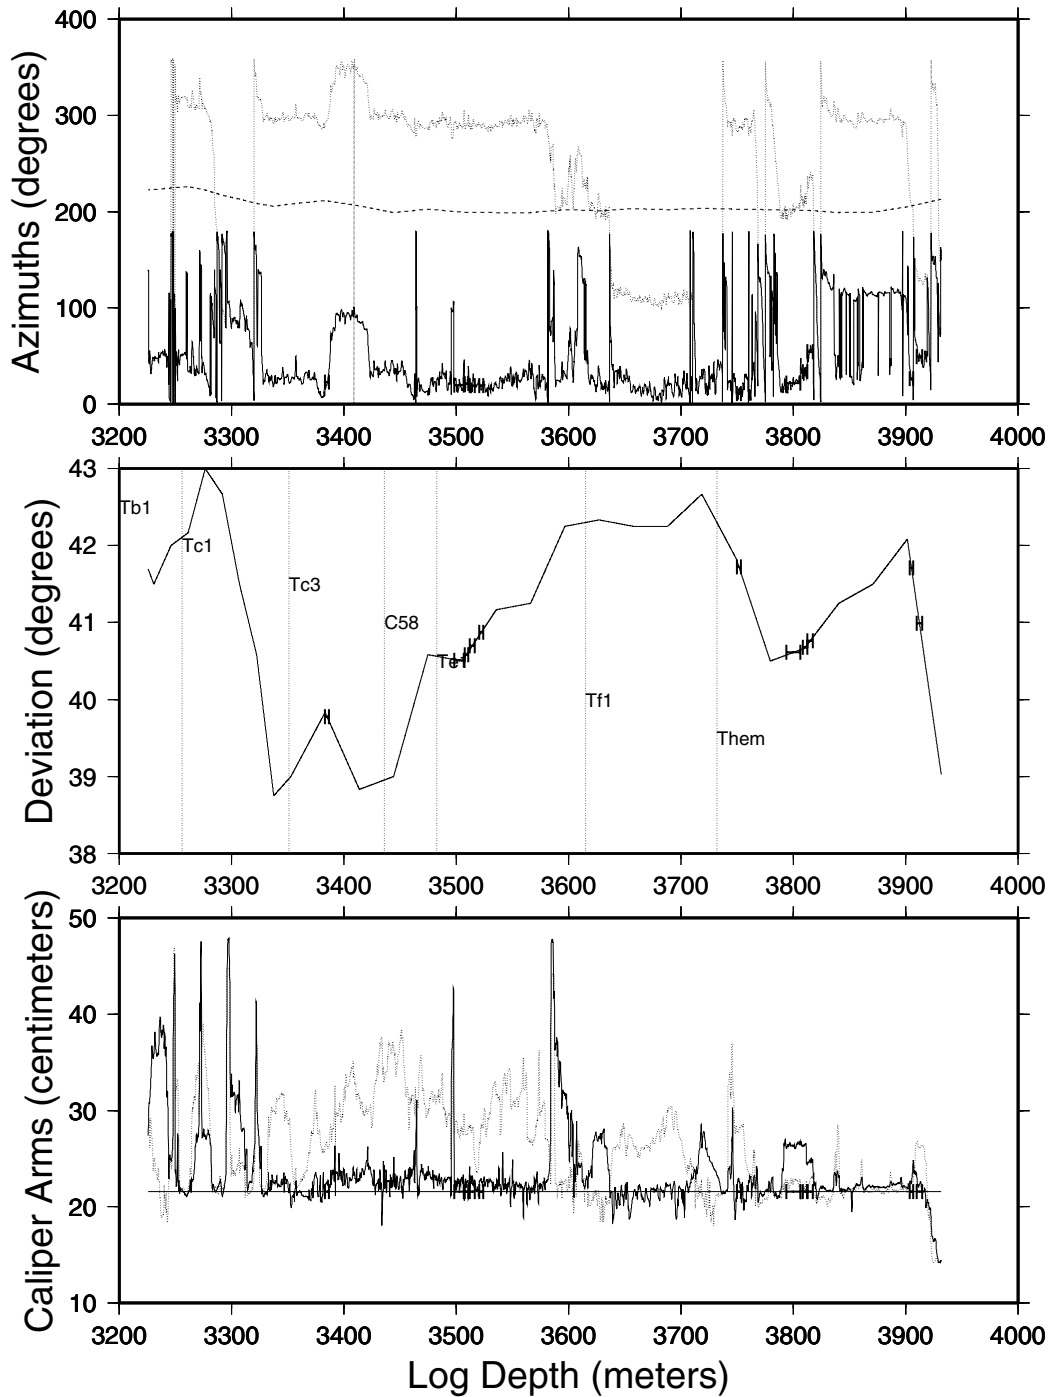 400
300
200
100
0
Azimuths (degrees)
3200 3300 3400 3500 3600 3700 3800 3900 4000
43
42
41
40
39
38
Deviation (degrees)
Tb1
Tc1
Tc3
C58
Te1
Tf1
Them
3200 3300 3400 3500 3600 3700 3800 3900 4000
50
40
30
20
10
Caliper Arms (centimeters)
3200 3300 3400 3500 3600 3700 3800 3900 4000
Log Depth (meters)